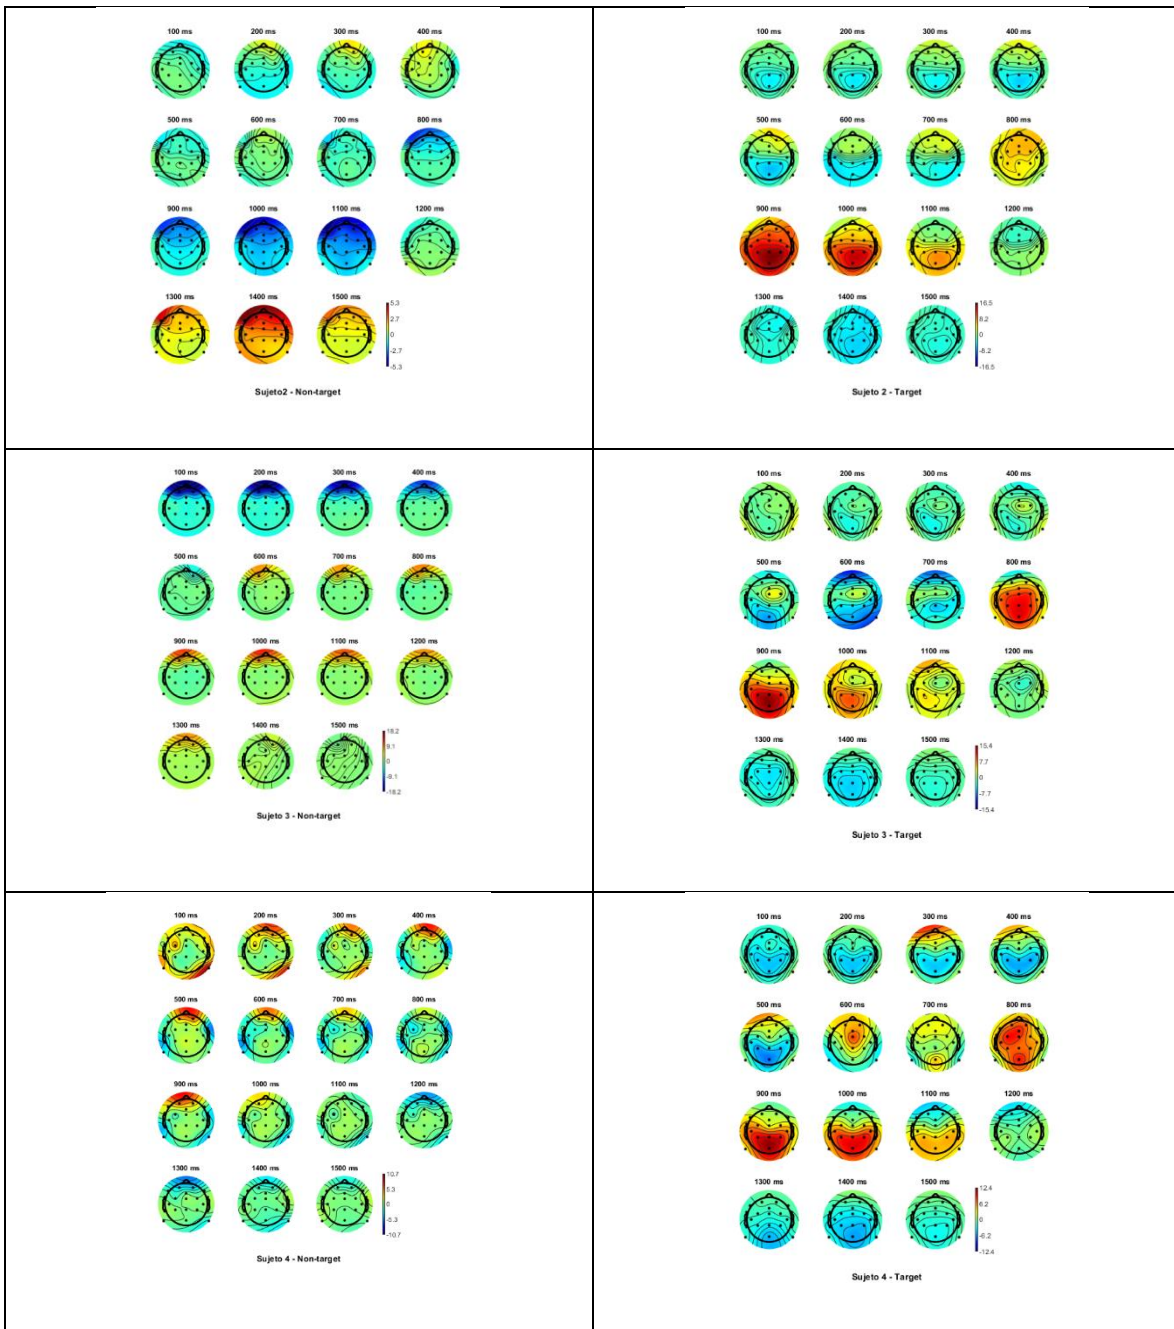 100 ms 200 ms 300 ms 400 ms
500 ms 600 ms 700 ms 800 ms
900 ms 1000 ms 1100 ms 1200 ms
1300 ms 1400 ms 1500 ms
5.3
2.7
0
-2.7
-5.3
Sujeto2 - Non-target
100 ms 200 ms 300 ms 400 ms
500 ms 600 ms 700 ms 800 ms
900 ms 1000 ms 1100 ms 1200 ms
1300 ms 1400 ms 1500 ms
16.5
8.2
0
-8.2
-16.5
Sujeto 2 - Target
100 ms 200 ms 300 ms 400 ms
500 ms 600 ms 700 ms 800 ms
900 ms 1000 ms 1100 ms 1200 ms
1300 ms 1400 ms 1500 ms
18.2
9.1
0
-9.1
-18.2
Sujeto 3 - Non-target
100 ms 200 ms 300 ms 400 ms
500 ms 600 ms 700 ms 800 ms
900 ms 1000 ms 1100 ms 1200 ms
1300 ms 1400 ms 1500 ms
15.4
7.7
0
-7.7
-15.4
Sujeto 3 - Target
100 ms 200 ms 300 ms 400 ms
500 ms 600 ms 700 ms 800 ms
900 ms 1000 ms 1100 ms 1200 ms
1300 ms 1400 ms 1500 ms
10.7
5.3
0
-5.3
-10.7
Sujeto 4 - Non-target
100 ms 200 ms 300 ms 400 ms
500 ms 600 ms 700 ms 800 ms
900 ms 1000 ms 1100 ms 1200 ms
1300 ms 1400 ms 1500 ms
12.4
6.2
0
-6.2
-12.4
Sujeto 4 - Target